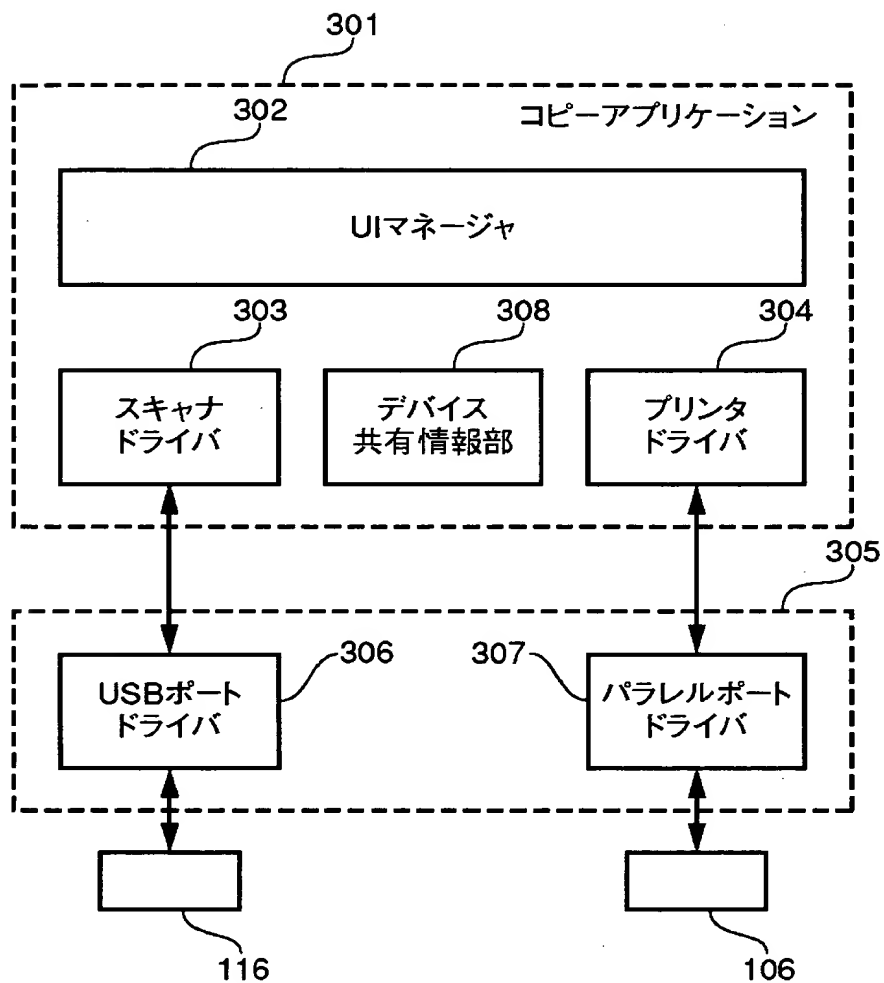 301
302
コピーアプリケーション
UIマネージャ
303
308
304
スキャナ
ドライバ
デバイス
共有情報部
プリンタ
ドライバ
305
306
307
USBポート
ドライバ
パラレルポート
ドライバ
116
106